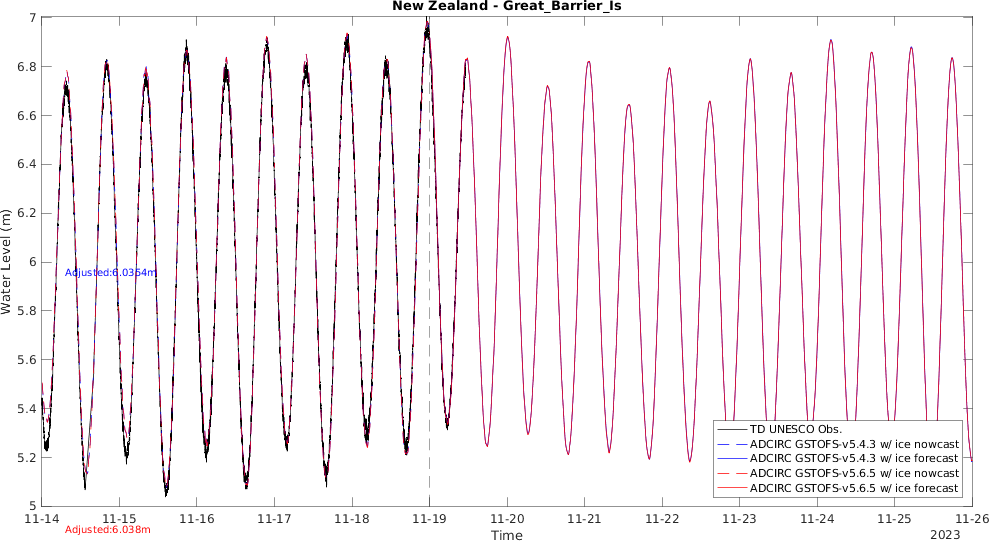 New Zealand - Great_Barrier_Is
7
6.8
6.6
6.4
6.2
6
5.8
5.6
5.4
5.2
5
Water Level (m)
Adjusted:6.0364m
Adjusted:6.038m
TD UNESCO Obs.
ADCIRC GSTOFS-v5.4.3 w/ ice nowcast
ADCIRC GSTOFS-v5.4.3 w/ ice forecast
ADCIRC GSTOFS-v5.6.5 w/ ice nowcast
ADCIRC GSTOFS-v5.6.5 w/ ice forecast
11-14 11-15 11-16 11-17 11-18 11-19 11-20 11-21 11-22 11-23 11-24 11-25 11-26
Time
2023